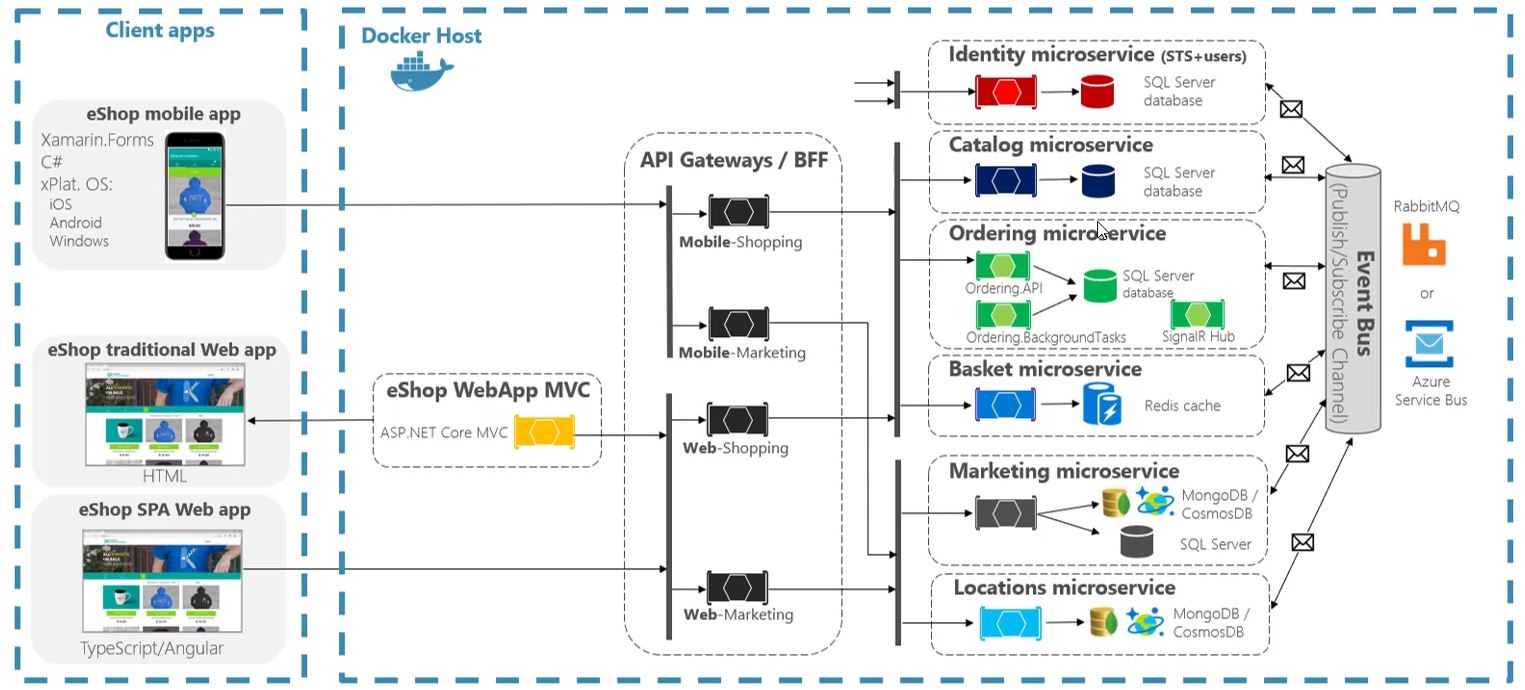 Client apps
eShop mobile app
Xamarin.Forms
C#
xPlat. OS:
iOS
Android
Windows
eShop traditional Web app
HTML
eShop SPA Web app
TypeScript/Angular
Docker Host
eShop WebApp MVC
ASP.NET Core MVC
API Gateways / BFF
Mobile-Shopping
Mobile-Marketing
Web-Shopping
Web-Marketing
Identity microservice (STS+users)
SQL Server
database
Catalog microservice
SQL Server
database
Ordering microservice
Ordering.API
SQL Server
database
Ordering.BackgroundTasks
SignalR Hub
Basket microservice
Redis cache
Marketing microservice
MongoDB /
CosmosDB
SQL Server
Locations microservice
MongoDB /
CosmosDB
Event Bus
(Publish/Subscribe Channel)
RabbitMQ
or
Azure
Service Bus